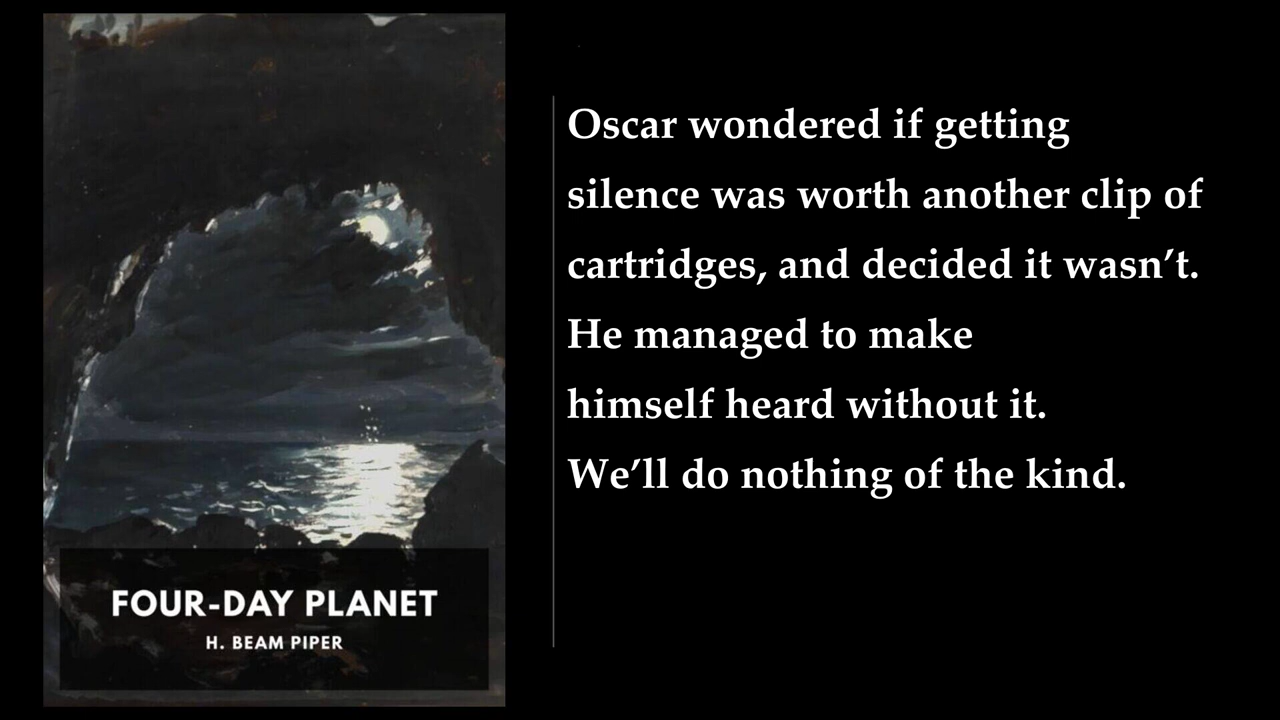 FOUR-DAY PLANET
H. BEAM PIPER
Oscar wondered if getting
silence was worth another clip of
cartridges, and decided it wasn’t.
He managed to make
himself heard without it.
We’ll do nothing of the kind.